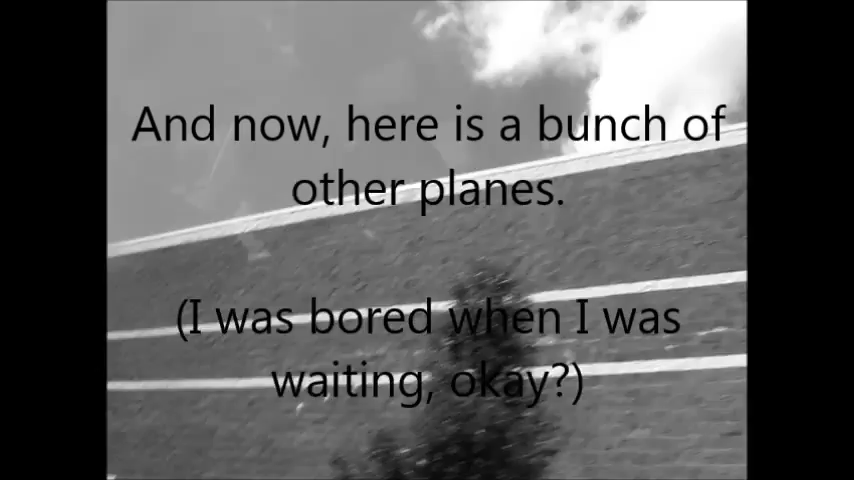 And now, here is a bunch of
other planes.
(I was bored when I was
waiting, okay?)